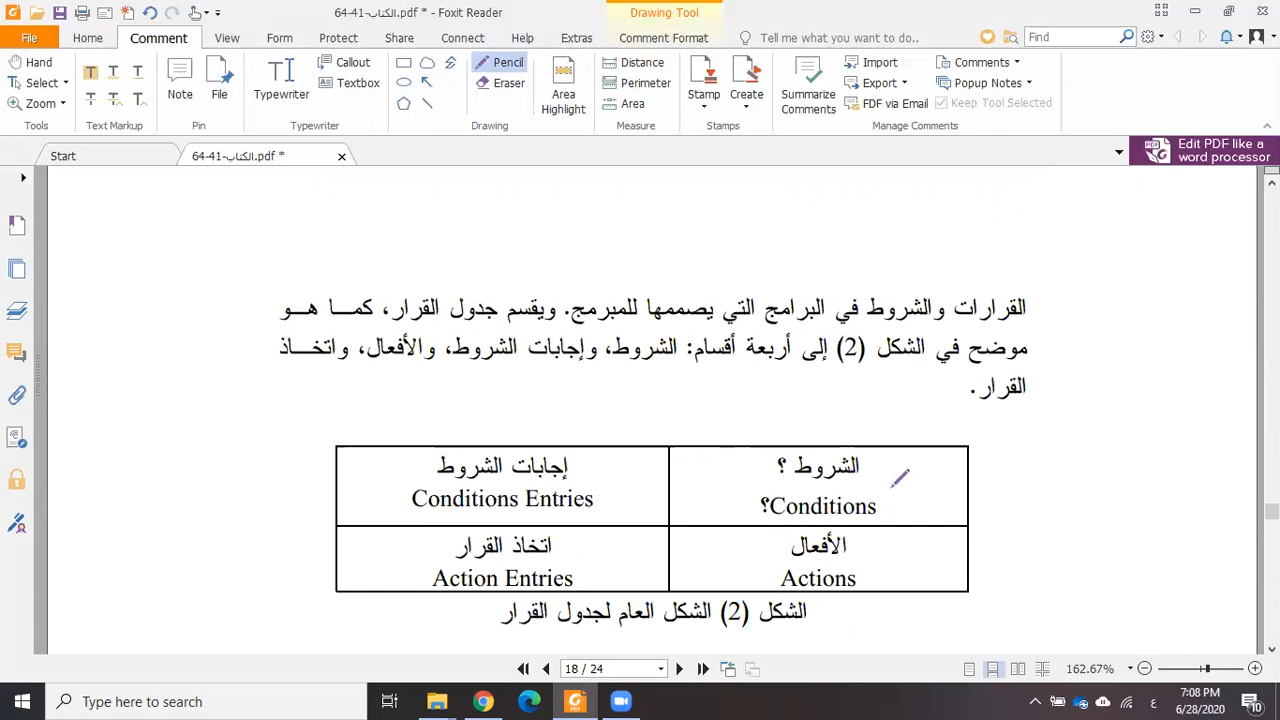 64-41-الكتاب.pdf * - Foxit Reader
Drawing Tool
File
Home
Comment
View
Form
Protect
Share
Connect
Help
Extras
Comment Format
Tell me what you want to do...
Find
Hand
Select
Zoom
Tools
Text Markup
Note
File
Pin
Typewriter
Callout
Textbox
Typewriter
Pencil
Eraser
Drawing
Area Highlight
Distance
Perimeter
Area
Measure
Stamp
Create
Stamps
Summarize Comments
Import
Export
FDF via Email
Comments
Popup Notes
Keep Tool Selected
Manage Comments
Start
64-41-الكتاب.pdf *
Edit PDF like a word processor
القرارات والشروط في البرامج التي يصممها للمبرمج. ويقسم جدول القرار، كمـــا هـــو
موضح في الشكل (2) إلى أربعة أقسام: الشروط، وإجابات الشروط، والأفعال، واتخـــاذ
القرار.
الشروط ؟
Conditions؟
إجابات الشروط
Conditions Entries
الأفعال
Actions
اتخاذ القرار
Action Entries
الشكل (2) الشكل العام لجدول القرار
18 / 24
162.67%
Type here to search
ع
7:08 PM
6/28/2020
10